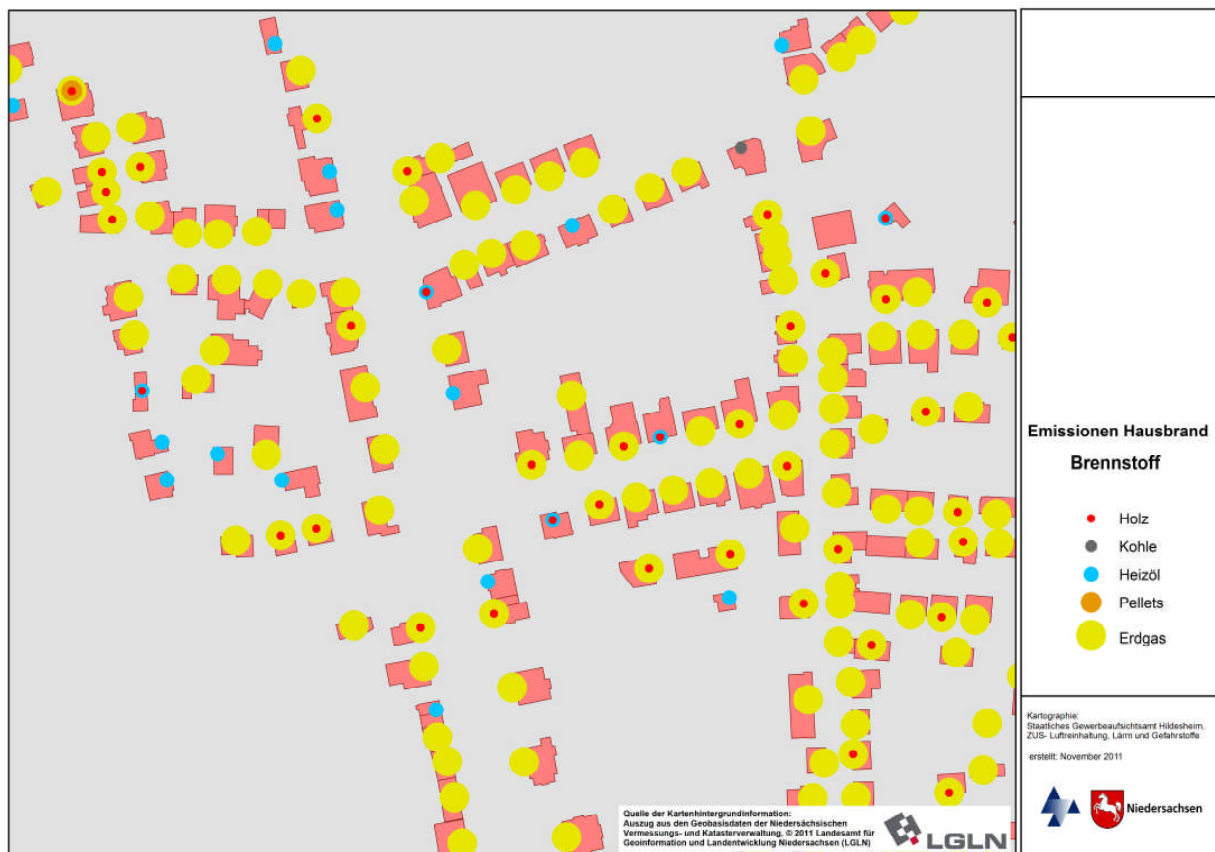 Emissionen Hausbrand
Brennstoff
Holz
Kohle
Heizöl
Pellets
Erdgas
Kartographie:
Staatliches Gewerbeaufsichtsamt Hildesheim,
ZUS- Luftreinhaltung, Lärm und Gefahrstoffe
erstellt: November 2011
Niedersachsen
Quelle der Kartenhintergrundinformation:
Auszug aus den Geobasisdaten der Niedersächsischen
Vermessungs- und Katasterverwaltung, © 2011 Landesamt für
Geoinformation und Landentwicklung Niedersachsen (LGLN)
LGLN